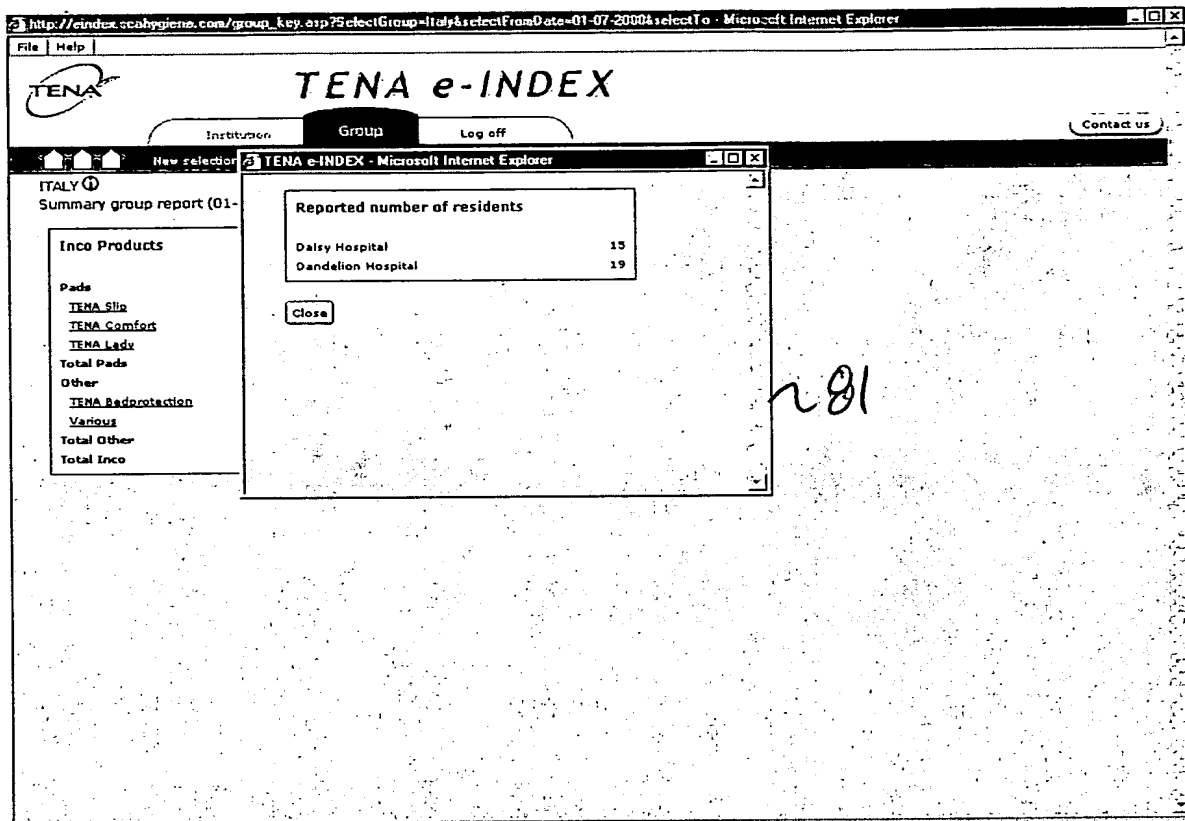 http://eindex.scahygiene.com/group_key.asp?SelectGroup=Italy&selectFromDate=01-07-2000&selectTo - Microsoft Internet Explorer
File Help
TENA
TENA e-INDEX
Institution Group Log off
Contact us
New selection
TENA e-INDEX - Microsoft Internet Explorer
ITALY
Summary group report (01-
Reported number of residents
Daisy Hospital 15
Dandelion Hospital 19
Close
Inco Products
Pads
TENA Slip
TENA Comfort
TENA Lady
Total Pads
Other
TENA Bedprotection
Various
Total Other
Total Inco
81